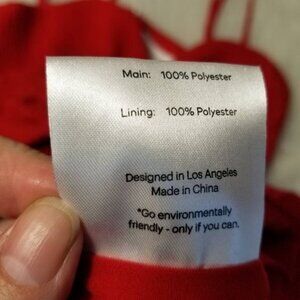 Main: 100% Polyester
Lining: 100% Polyester
Designed in Los Angeles
Made in China
*Go environmentally
friendly - only if you can.